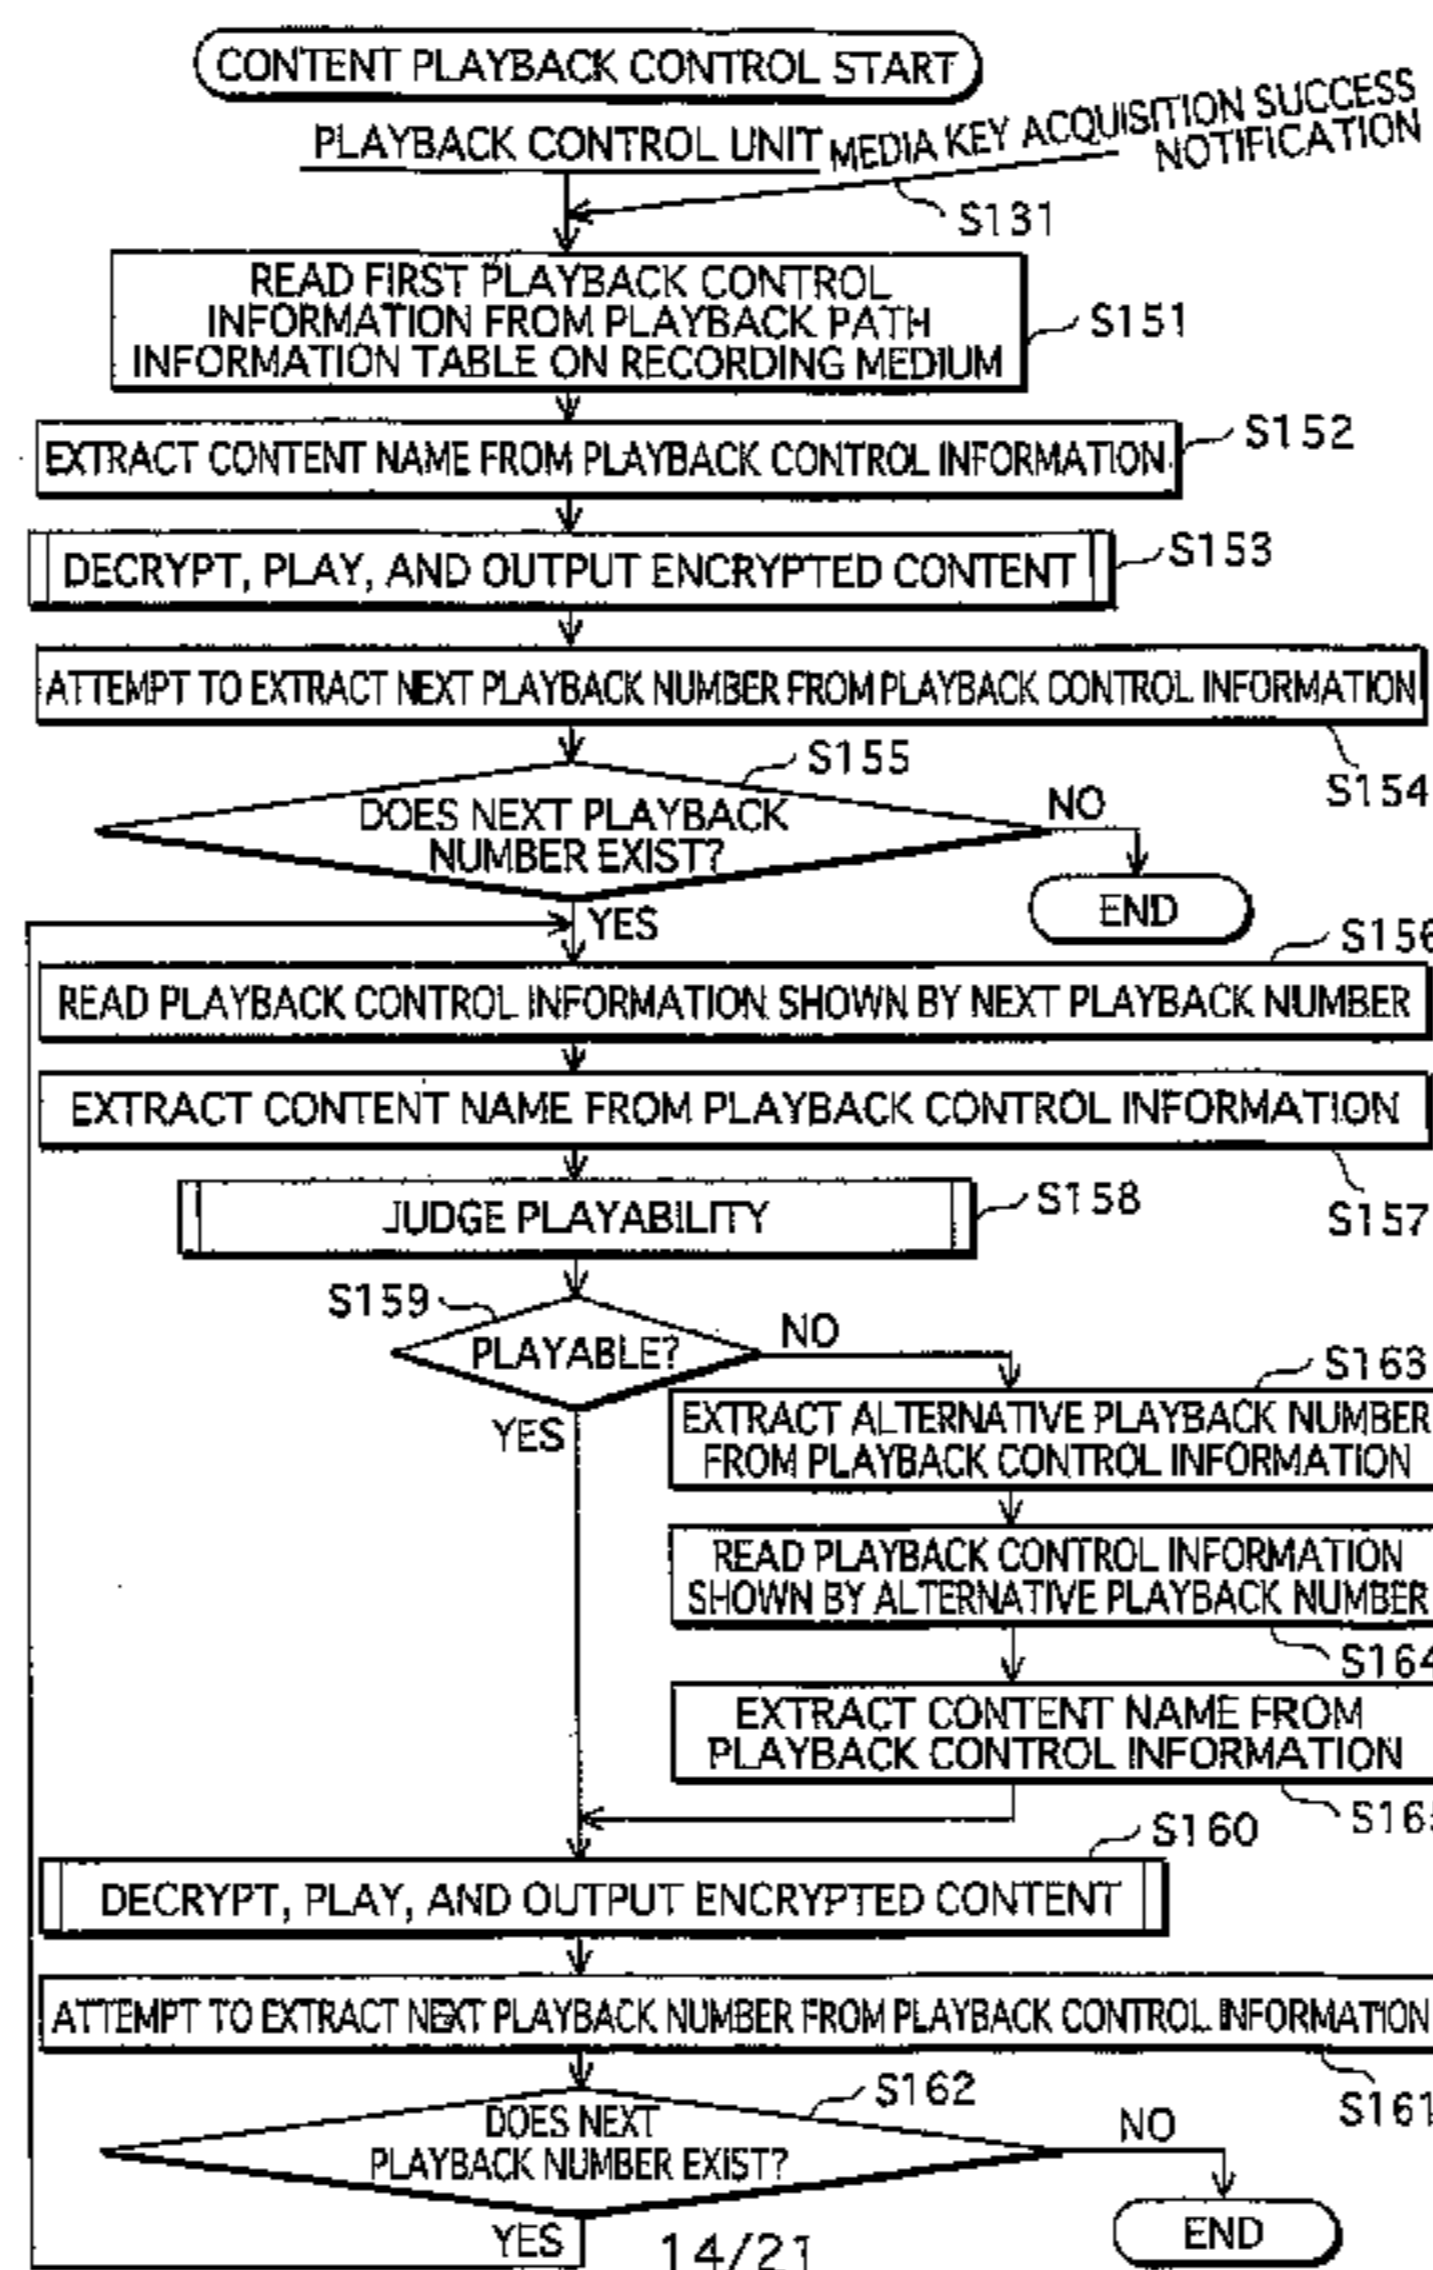 CONTENT PLAYBACK CONTROL START
PLAYBACK CONTROL UNIT
MEDIA KEY ACQUISITION SUCCESS
NOTIFICATION
S131
READ FIRST PLAYBACK CONTROL
INFORMATION FROM PLAYBACK PATH
INFORMATION TABLE ON RECORDING MEDIUM
S151
EXTRACT CONTENT NAME FROM PLAYBACK CONTROL INFORMATION
S152
DECRYPT, PLAY, AND OUTPUT ENCRYPTED CONTENT
S153
ATTEMPT TO EXTRACT NEXT PLAYBACK NUMBER FROM PLAYBACK CONTROL INFORMATION
S154
S155
DOES NEXT PLAYBACK
NUMBER EXIST?
NO
END
YES
S156
READ PLAYBACK CONTROL INFORMATION SHOWN BY NEXT PLAYBACK NUMBER
EXTRACT CONTENT NAME FROM PLAYBACK CONTROL INFORMATION
S157
JUDGE PLAYABILITY
S158
S159
PLAYABLE?
NO
YES
S163
EXTRACT ALTERNATIVE PLAYBACK NUMBER
FROM PLAYBACK CONTROL INFORMATION
READ PLAYBACK CONTROL INFORMATION
SHOWN BY ALTERNATIVE PLAYBACK NUMBER
S164
EXTRACT CONTENT NAME FROM
PLAYBACK CONTROL INFORMATION
S165
S160
DECRYPT, PLAY, AND OUTPUT ENCRYPTED CONTENT
ATTEMPT TO EXTRACT NEXT PLAYBACK NUMBER FROM PLAYBACK CONTROL INFORMATION
S161
S162
DOES NEXT
PLAYBACK NUMBER EXIST?
NO
END
YES
14/21